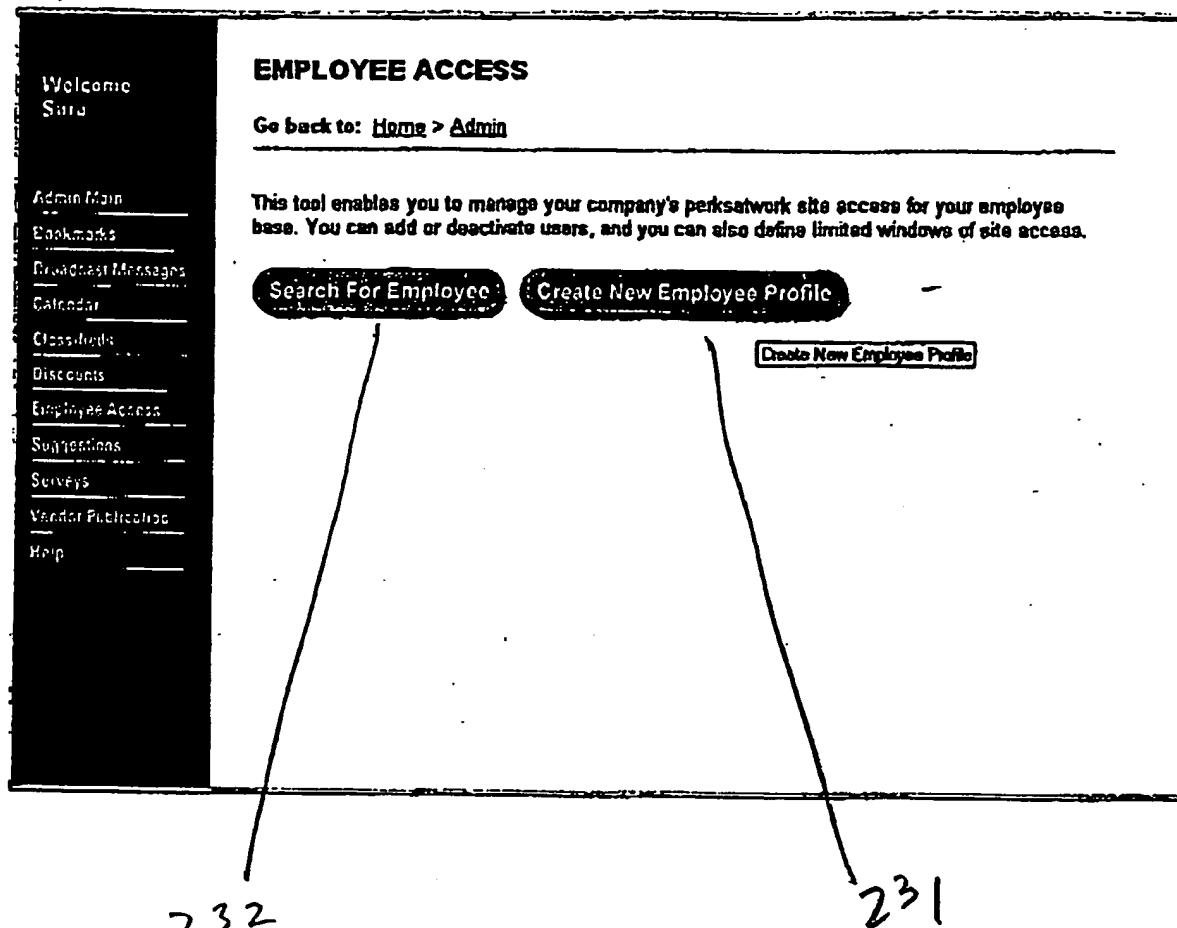 Welcome
Sara
EMPLOYEE ACCESS
Go back to: Home > Admin
Admin Main
Bookmarks
Broadcast Messages
Calendar
Classifieds
Discounts
Employee Access
Suggestions
Surveys
Vendor Publication
Help
This tool enables you to manage your company's perksatwork site access for your employee
base. You can add or deactivate users, and you can also define limited windows of site access.
Search For Employee
Create New Employee Profile
Create New Employee Profile
232
231